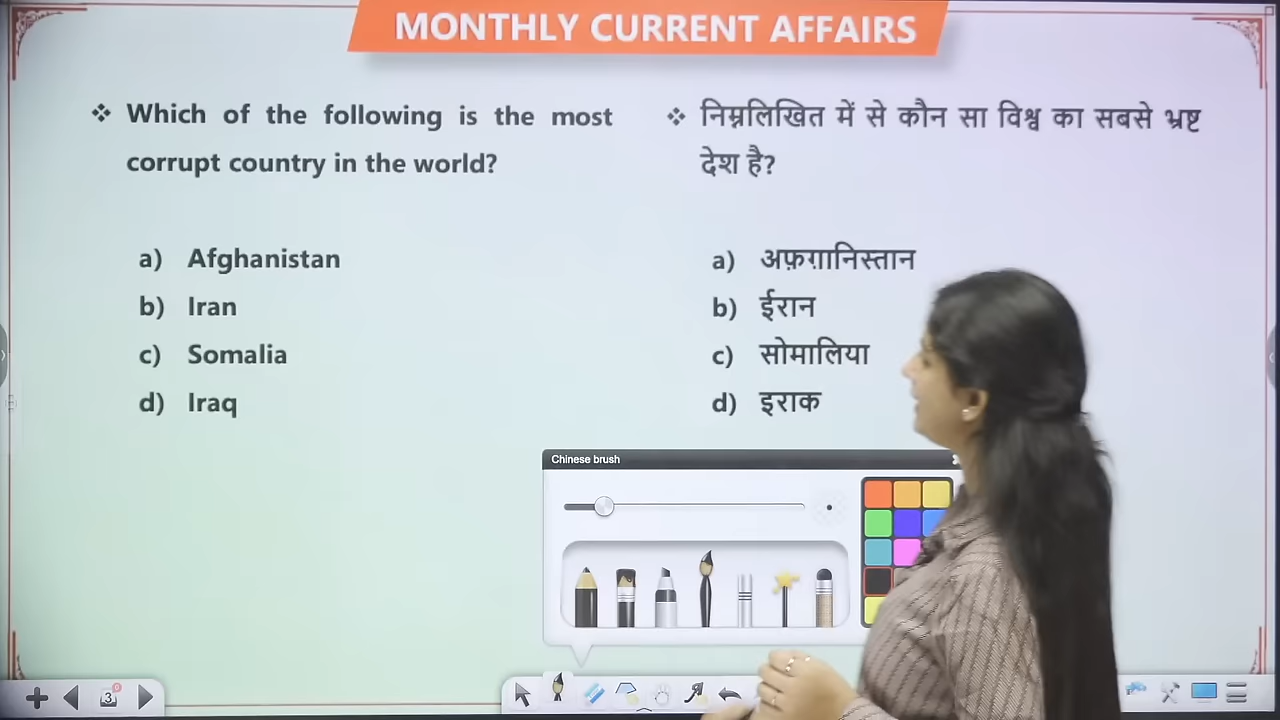 MONTHLY CURRENT AFFAIRS
❖ Which of the following is the most
corrupt country in the world?
a) Afghanistan
b) Iran
c) Somalia
d) Iraq
❖ निम्नलिखित में से कौन सा विश्व का सबसे भ्रष्ट
देश है?
a) अफ़ग़ानिस्तान
b) ईरान
c) सोमालिया
d) इराक
Chinese brush
3